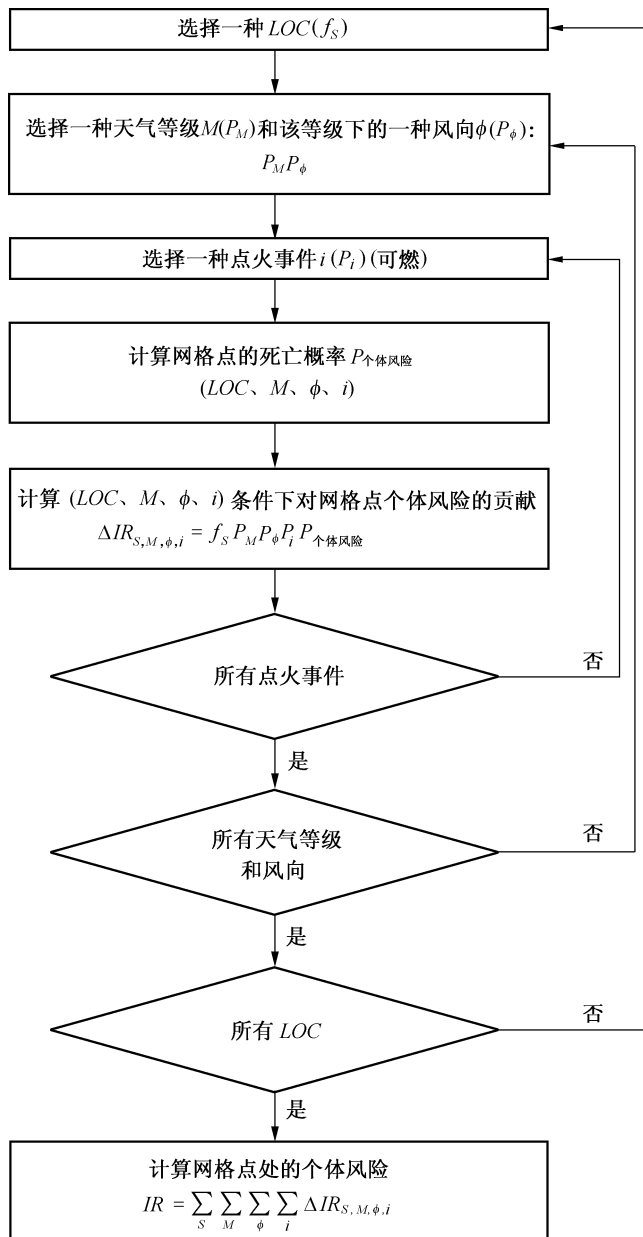 选择一种 LOC(f_S)
选择一种天气等级M(P_M)和该等级下的一种风向ϕ(P_ϕ):
P_M P_ϕ
选择一种点火事件 i (P_i) (可燃)
计算网格点的死亡概率 P_个体风险
(LOC、M、ϕ、i)
计算 (LOC、M、ϕ、i) 条件下对网格点个体风险的贡献
ΔIR_{S,M,ϕ,i} = f_S P_M P_ϕ P_i P_个体风险
所有点火事件
否
是
所有天气等级
和风向
否
是
所有 LOC
否
是
计算网格点处的个体风险
IR = ∑_S ∑_M ∑_ϕ ∑_i ΔIR_{S,M,ϕ,i}